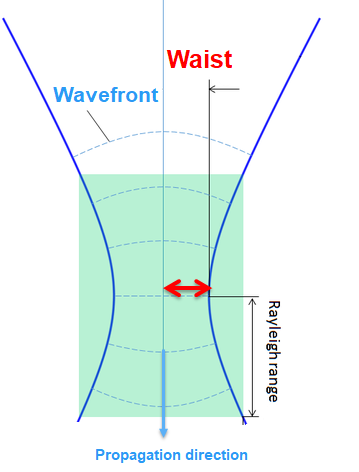 Waist
Wavefront
Rayleigh range
Propagation direction